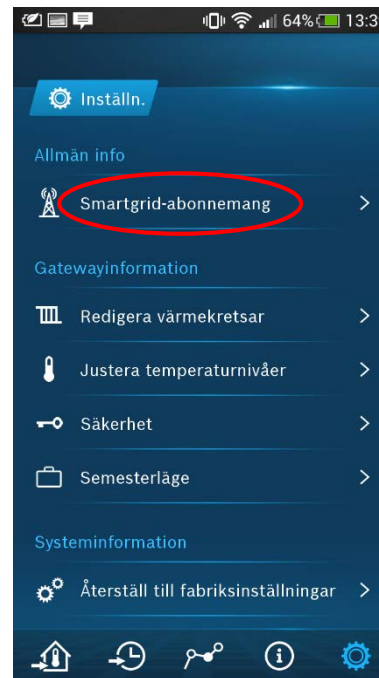 64% 13:3
Inställn.
Allmän info
Smartgrid-abonnemang
Gatewayinformation
Redigera värmekretsar
Justera temperaturnivåer
Säkerhet
Semesterläge
Systeminformation
Återställ till fabriksinställningar